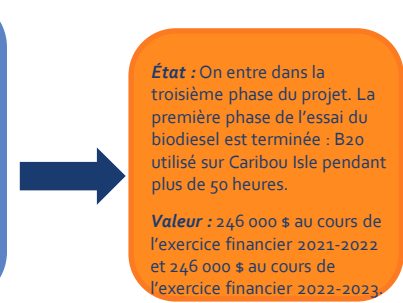 État : On entre dans la
troisième phase du projet. La
première phase de l'essai du
biodiesel est terminée : B20
utilisé sur Caribou Isle pendant
plus de 50 heures.
Valeur : 246 000 $ au cours de
l'exercice financier 2021-2022
et 246 000 $ au cours de
l'exercice financier 2022-2023.